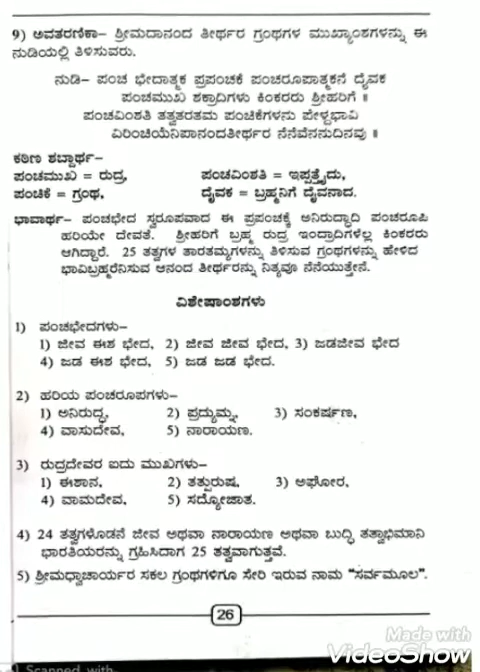 9) ಅವತರಣಿಕಾ– ಶ್ರೀಮದಾನಂದ ತೀರ್ಥರ ಗ್ರಂಥಗಳ ಮುಖ್ಯಾಂಶಗಳನ್ನು ಈ
ನುಡಿಯಲ್ಲಿ ತಿಳಿಸುವರು.
ನುಡಿ– ಪಂಚ ಭೇದಾತ್ಮಕ ಪ್ರಪಂಚಕೆ ಪಂಚರೂಪಾತ್ಮಕನೆ ದೈವಕ
ಪಂಚಮುಖ ಶಕ್ರಾದಿಗಳು ಕಿಂಕರರು ಶ್ರೀಹರಿಗೆ ॥
ಪಂಚವಿಂಶತಿ ತತ್ವತರತಮ ಪಂಚಿಕೆಗಳನು ಪೇಳ್ದಭಾವಿ
ವಿರಿಂಚಿಯೆನಿಪಾನಂದತೀರ್ಥರ ನೆನೆವೆನನುದಿನವು ॥
ಕಠಿಣ ಶಬ್ದಾರ್ಥ–
ಪಂಚಮುಖ = ರುದ್ರ, ಪಂಚವಿಂಶತಿ = ಇಪ್ಪತ್ತೈದು,
ಪಂಚಿಕೆ = ಗ್ರಂಥ, ದೈವಕ = ಬ್ರಹ್ಮನಿಗೆ ದೈವನಾದ.
ಭಾವಾರ್ಥ– ಪಂಚಭೇದ ಸ್ವರೂಪವಾದ ಈ ಪ್ರಪಂಚಕ್ಕೆ ಅನಿರುದ್ಧಾದಿ ಪಂಚರೂಪಿ
ಹರಿಯೇ ದೇವತೆ. ಶ್ರೀಹರಿಗೆ ಬ್ರಹ್ಮ ರುದ್ರ ಇಂದ್ರಾದಿಗಳೆಲ್ಲ ಕಿಂಕರರು
ಆಗಿದ್ದಾರೆ. 25 ತತ್ವಗಳ ತಾರತಮ್ಯಗಳನ್ನು ತಿಳಿಸುವ ಗ್ರಂಥಗಳನ್ನು ಹೇಳಿದ
ಭಾವಿಬ್ರಹ್ಮರೆನಿಸುವ ಆನಂದ ತೀರ್ಥರನ್ನು ನಿತ್ಯವೂ ನೆನೆಯುತ್ತೇನೆ.
ವಿಶೇಷಾಂಶಗಳು
1) ಪಂಚಭೇದಗಳು–
1) ಜೀವ ಈಶ ಭೇದ, 2) ಜೀವ ಜೀವ ಭೇದ, 3) ಜಡಜೀವ ಭೇದ
4) ಜಡ ಈಶ ಭೇದ, 5) ಜಡ ಜಡ ಭೇದ.
2) ಹರಿಯ ಪಂಚರೂಪಗಳು–
1) ಅನಿರುದ್ಧ, 2) ಪ್ರದ್ಯುಮ್ನ, 3) ಸಂಕರ್ಷಣ,
4) ವಾಸುದೇವ, 5) ನಾರಾಯಣ.
3) ರುದ್ರದೇವರ ಐದು ಮುಖಗಳು–
1) ಈಶಾನ, 2) ತತ್ಪುರುಷ, 3) ಅಘೋರ,
4) ವಾಮದೇವ, 5) ಸದ್ಯೋಜಾತ.
4) 24 ತತ್ವಗಳೊಡನೆ ಜೀವ ಅಥವಾ ನಾರಾಯಣ ಅಥವಾ ಬುದ್ಧಿ ತತ್ವಾಭಿಮಾನಿ
ಭಾರತಿಯರನ್ನು ಗ್ರಹಿಸಿದಾಗ 25 ತತ್ವವಾಗುತ್ತವೆ.
5) ಶ್ರೀಮಧ್ವಾಚಾರ್ಯರ ಸಕಲ ಗ್ರಂಥಗಳಿಗೂ ಸೇರಿ ಇರುವ ನಾಮ "ಸರ್ವಮೂಲ".
26
Made with
VideoShow
Scanned with